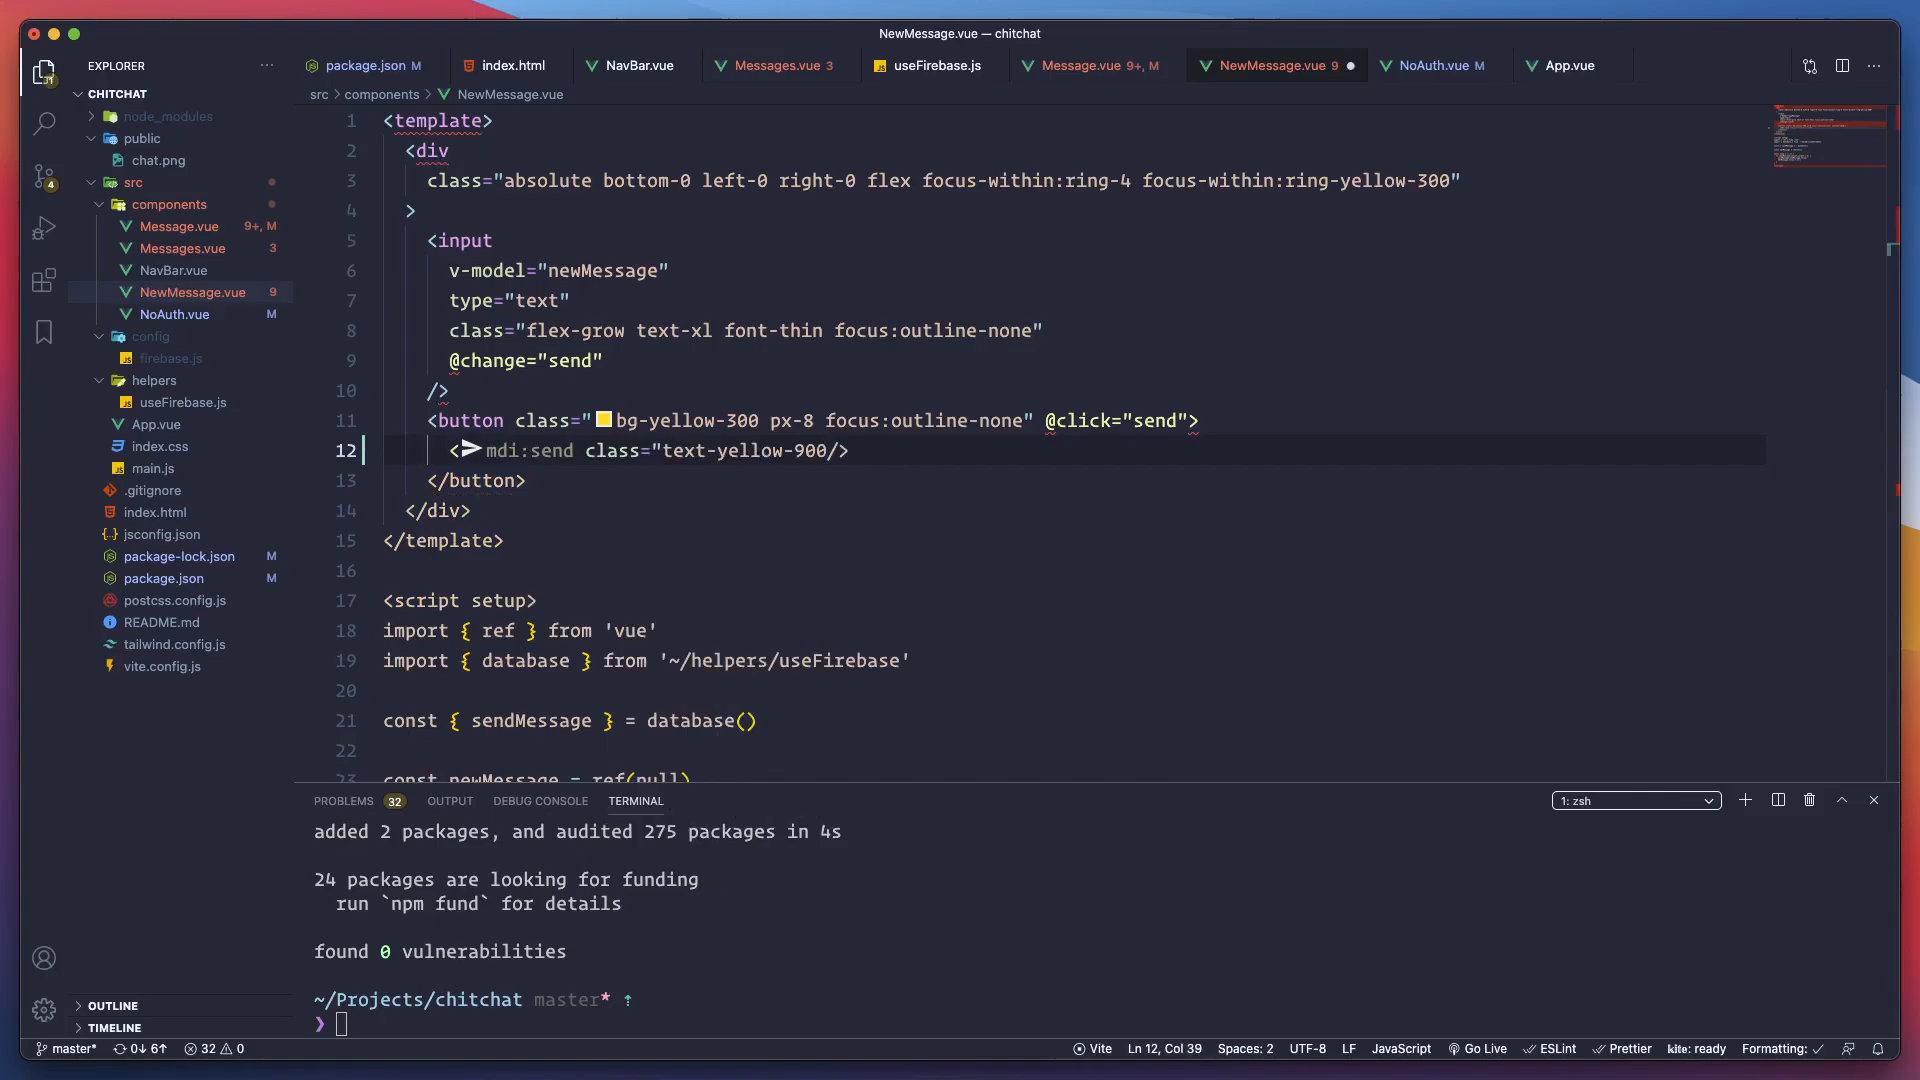 NewMessage.vue — chitchat
EXPLORER ···
package.json M
index.html
NavBar.vue
Messages.vue 3
useFirebase.js
Message.vue 9+, M
NewMessage.vue 9
NoAuth.vue M
App.vue
src > components > NewMessage.vue
CHITCHAT
node_modules
public
chat.png
src
components
Message.vue 9+, M
Messages.vue 3
NavBar.vue
NewMessage.vue 9
NoAuth.vue M
config
firebase.js
helpers
useFirebase.js
App.vue
index.css
main.js
.gitignore
index.html
jsconfig.json
package-lock.json M
package.json M
postcss.config.js
README.md
tailwind.config.js
vite.config.js
OUTLINE
TIMELINE
4
1 <template>
2 <div
3 class="absolute bottom-0 left-0 right-0 flex focus-within:ring-4 focus-within:ring-yellow-300"
4 >
5 <input
6 v-model="newMessage"
7 type="text"
8 class="flex-grow text-xl font-thin focus:outline-none"
9 @change="send"
10 />
11 <button class="bg-yellow-300 px-8 focus:outline-none" @click="send">
12 <mdi:send class="text-yellow-900/>
13 </button>
14 </div>
15 </template>
16
17 <script setup>
18 import { ref } from 'vue'
19 import { database } from '~/helpers/useFirebase'
20
21 const { sendMessage } = database()
22
23 const newMessage = ref(null)
PROBLEMS 32 OUTPUT DEBUG CONSOLE TERMINAL
1: zsh
added 2 packages, and audited 275 packages in 4s
24 packages are looking for funding
run `npm fund` for details
found 0 vulnerabilities
~/Projects/chitchat master* ⇡
❯
master* 0↓ 6↑ 32 0
Vite Ln 12, Col 39 Spaces: 2 UTF-8 LF JavaScript Go Live ESLint Prettier kite: ready Formatting: ✓